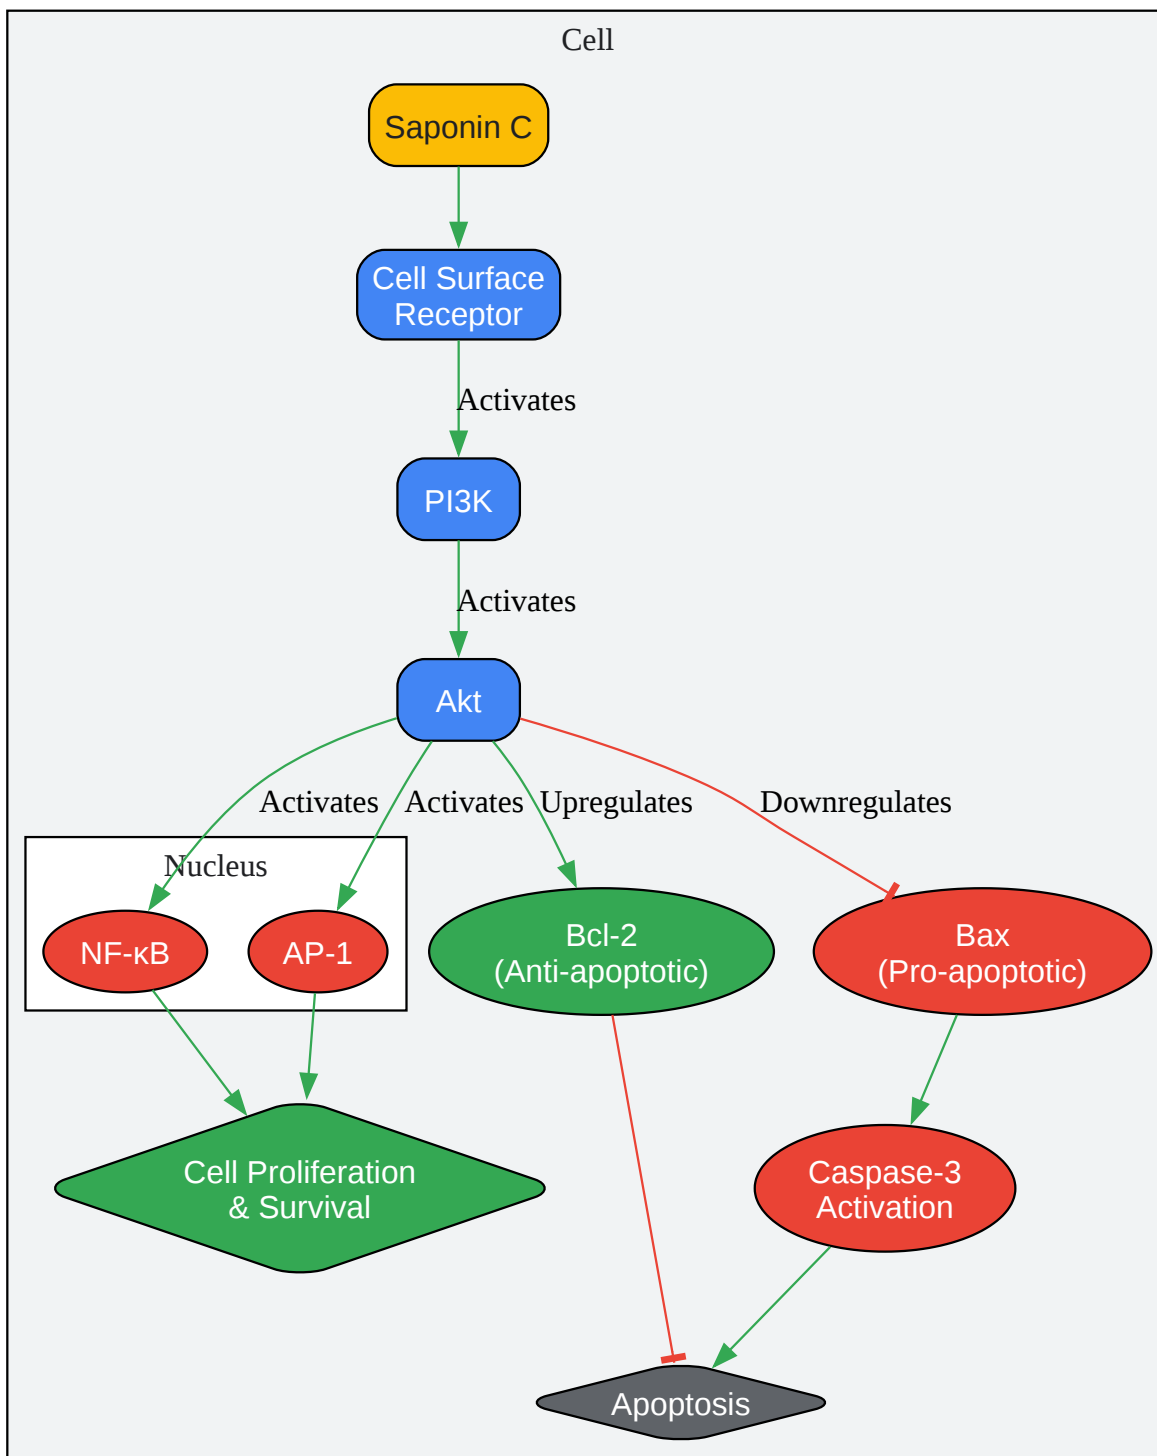 Cell
Saponin C
Cell Surface
Receptor
Activates
PI3K
Activates
Akt
Activates
Activates
Upregulates
Downregulates
Nucleus
NF-κB
AP-1
Bcl-2
(Anti-apoptotic)
Bax
(Pro-apoptotic)
Cell Proliferation
& Survival
Caspase-3
Activation
Apoptosis